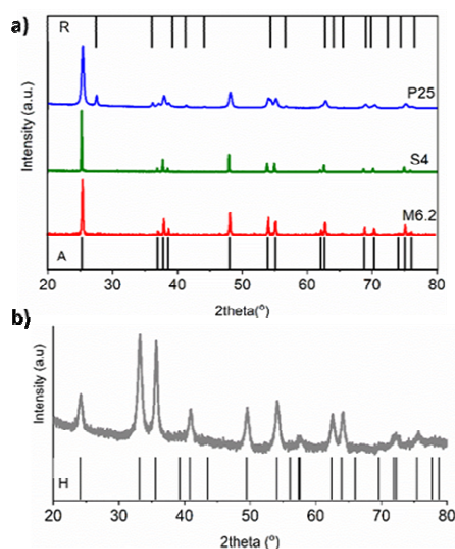 a)
R
P25
S4
M6.2
A
Intensity (a.u.)
20 30 40 50 60 70 80
2theta(°)
b)
Intensity (a.u)
H
20 30 40 50 60 70 80
2theta (°)